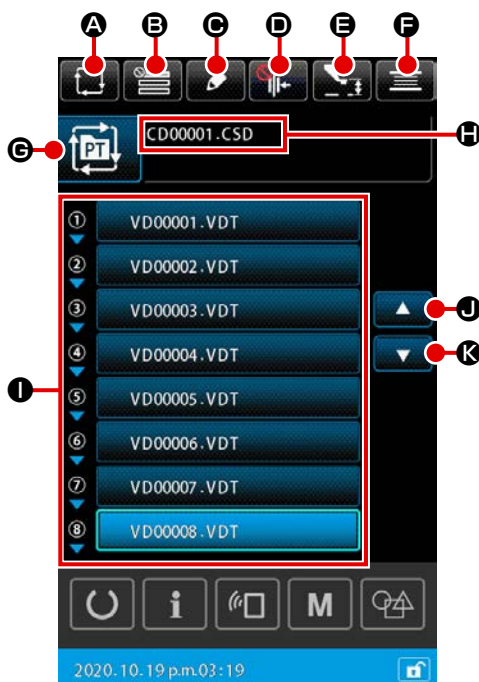 A B C D E F
G PT CD00001.CSD H
① VD00001.VDT
② VD00002.VDT
③ VD00003.VDT J
④ VD00004.VDT K
I ⑤ VD00005.VDT
⑥ VD00006.VDT
⑦ VD00007.VDT
⑧ VD00008.VDT
i M
2020.10.19 p.m.03:19